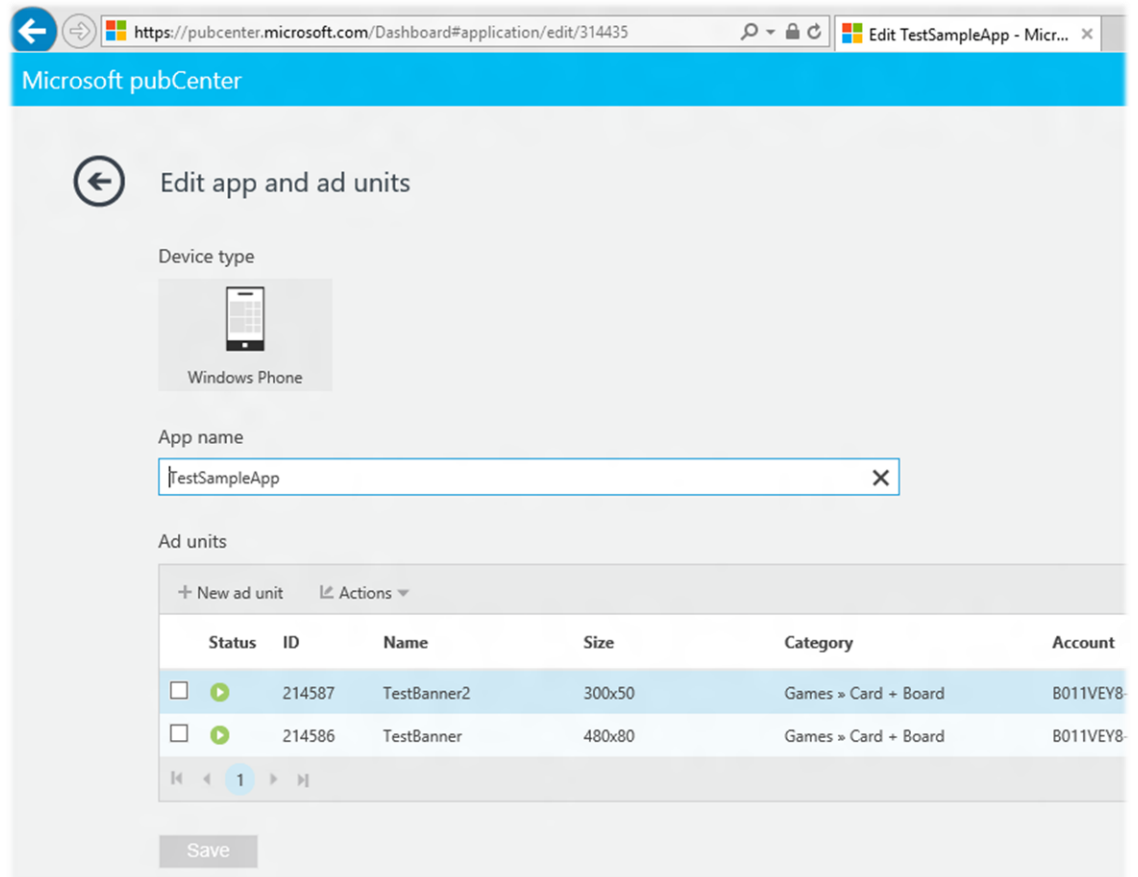 https://pubcenter.microsoft.com/Dashboard#application/edit/314435
Edit TestSampleApp - Micr...
Microsoft pubCenter
Edit app and ad units
Device type
Windows Phone
App name
TestSampleApp
Ad units
New ad unit Actions
Status ID Name Size Category Account
214587 TestBanner2 300x50 Games » Card + Board B011VEY8-
214586 TestBanner 480x80 Games » Card + Board B011VEY8-
1
Save